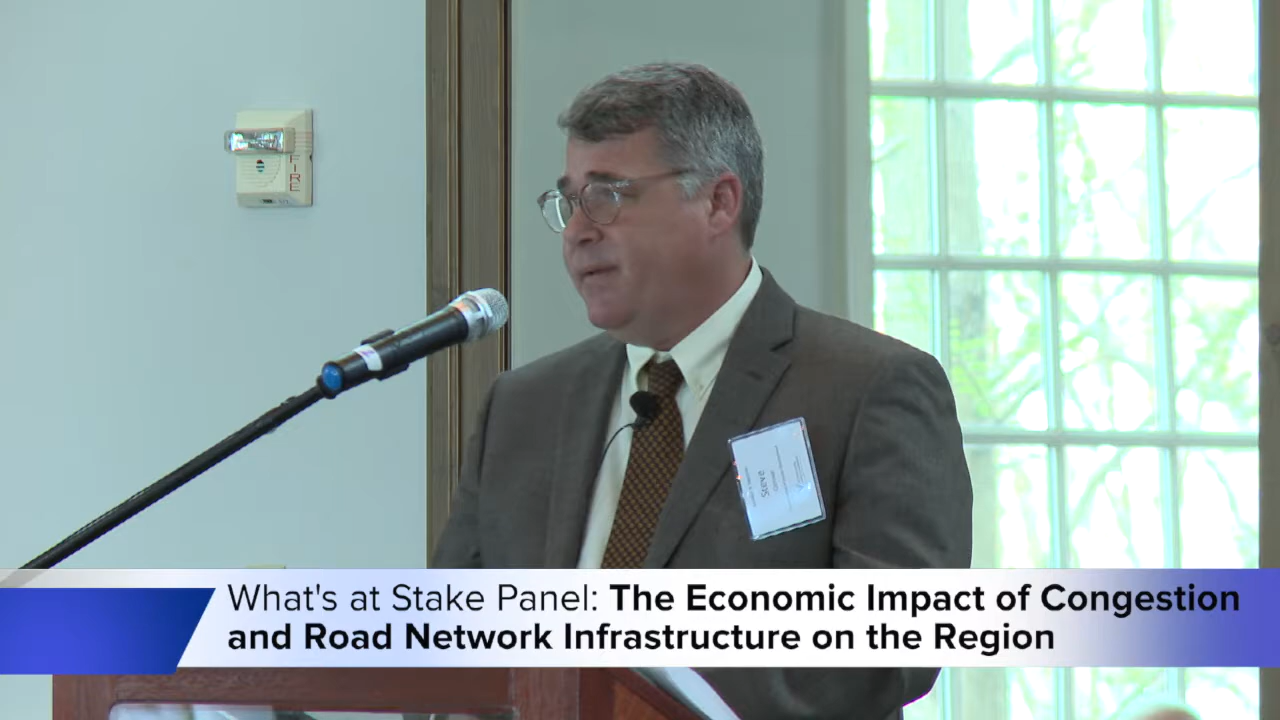 FIRE
Steve
What's at Stake Panel: The Economic Impact of Congestion
and Road Network Infrastructure on the Region